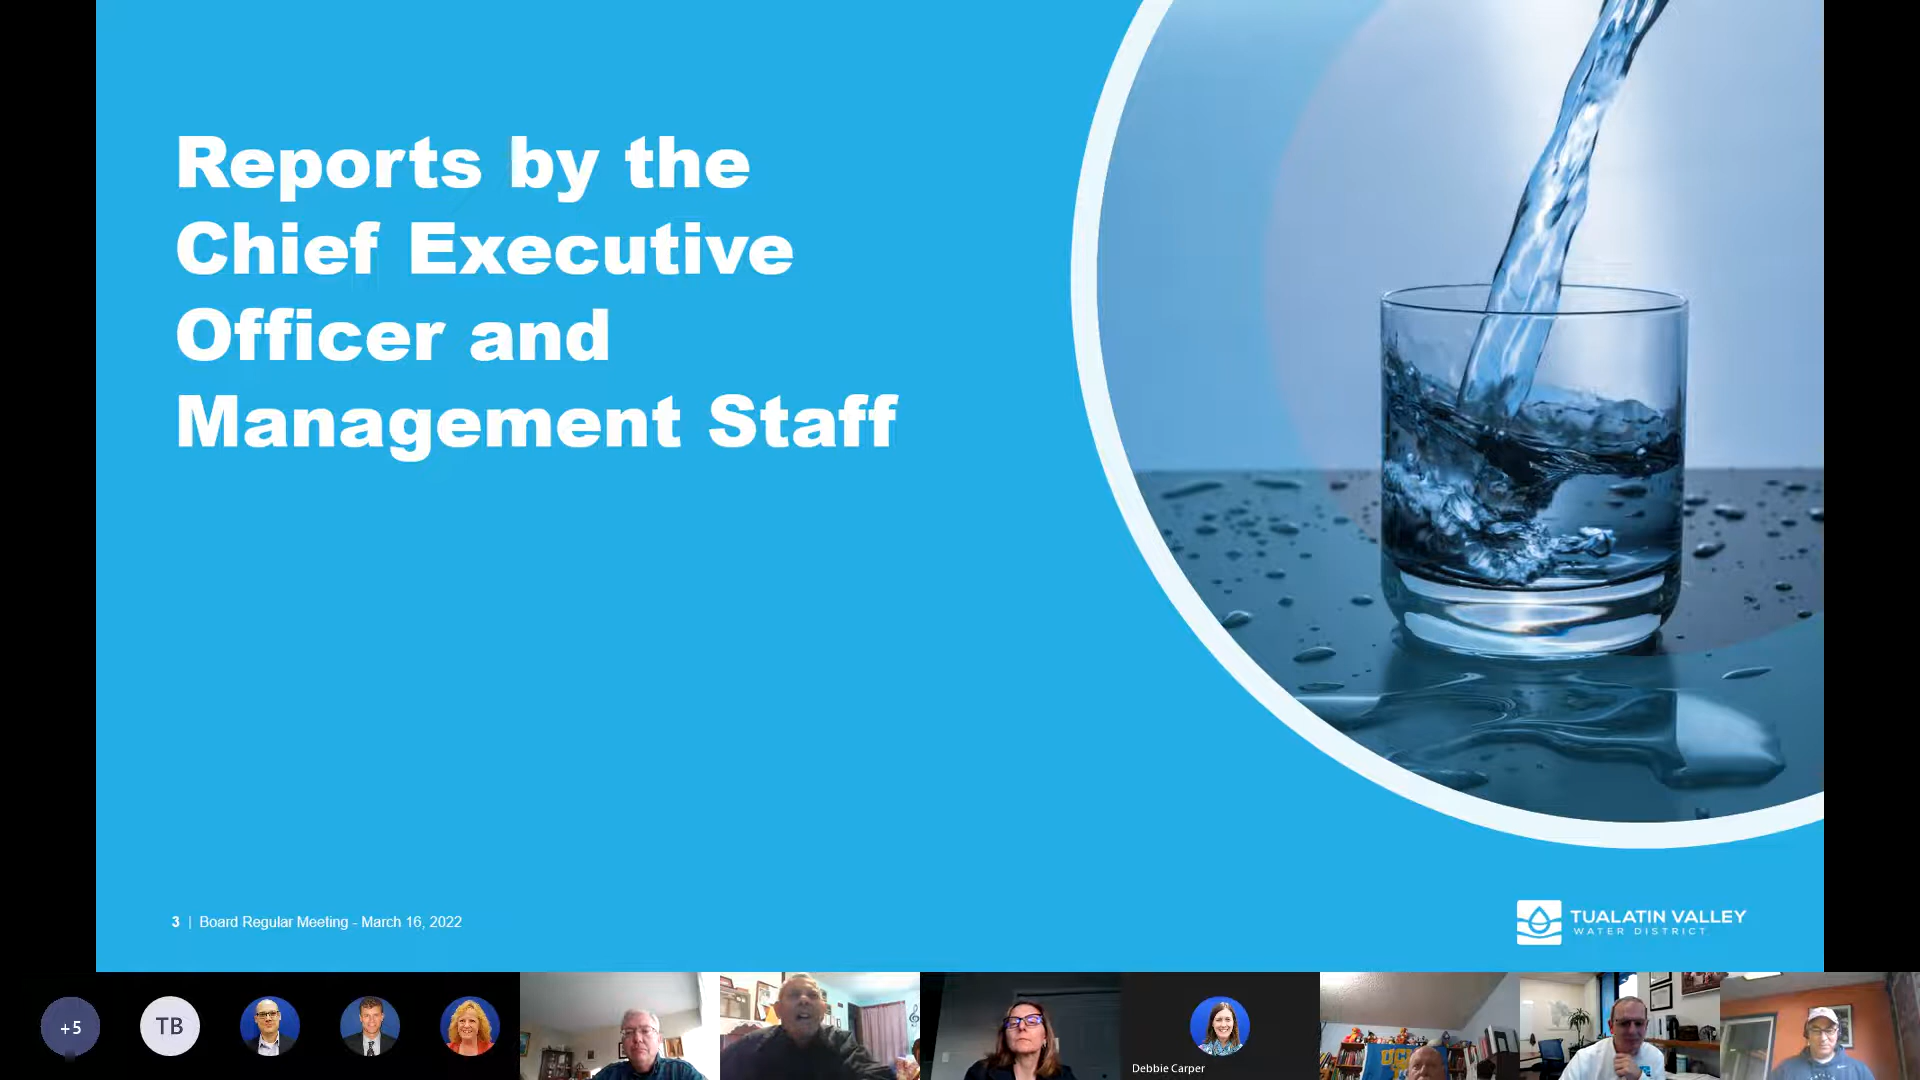 Reports by the
Chief Executive
Officer and
Management Staff
3 | Board Regular Meeting - March 16, 2022
TUALATIN VALLEY
WATER DISTRICT
+5
TB
Debbie Carper